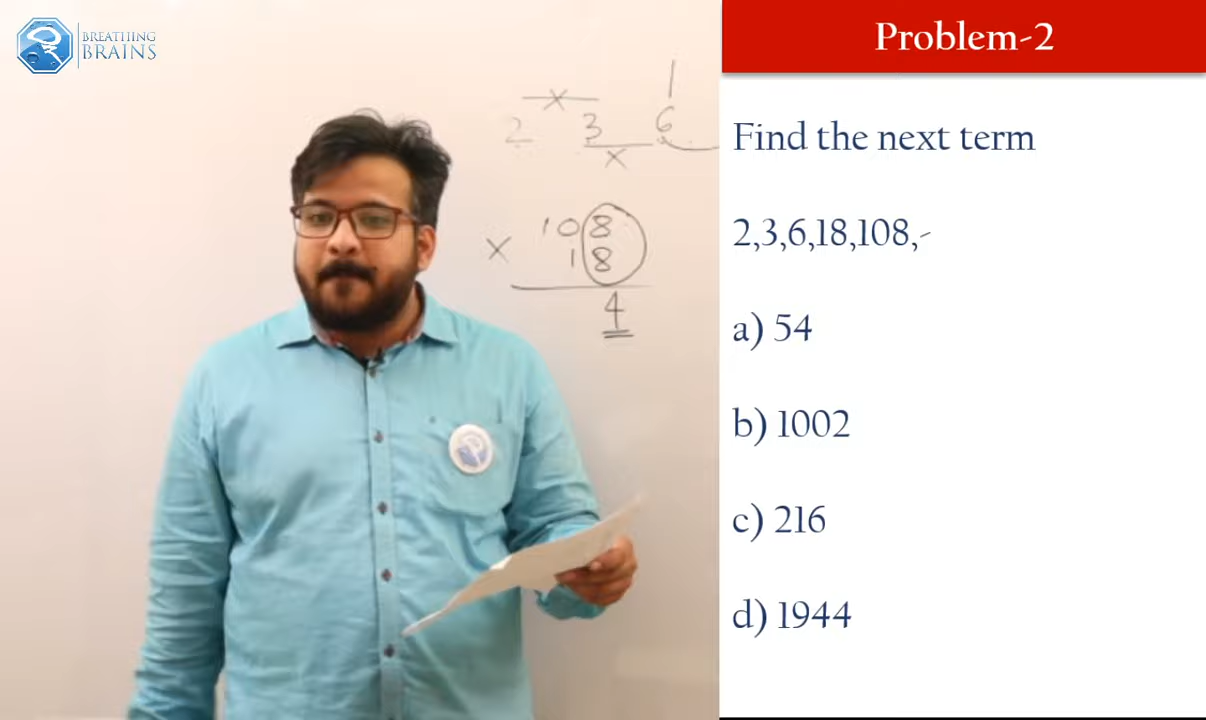 BREATHING
BRAINS
2 3 6
×
×
108
× 18
4
Problem-2
Find the next term
2,3,6,18,108,-
a) 54
b) 1002
c) 216
d) 1944